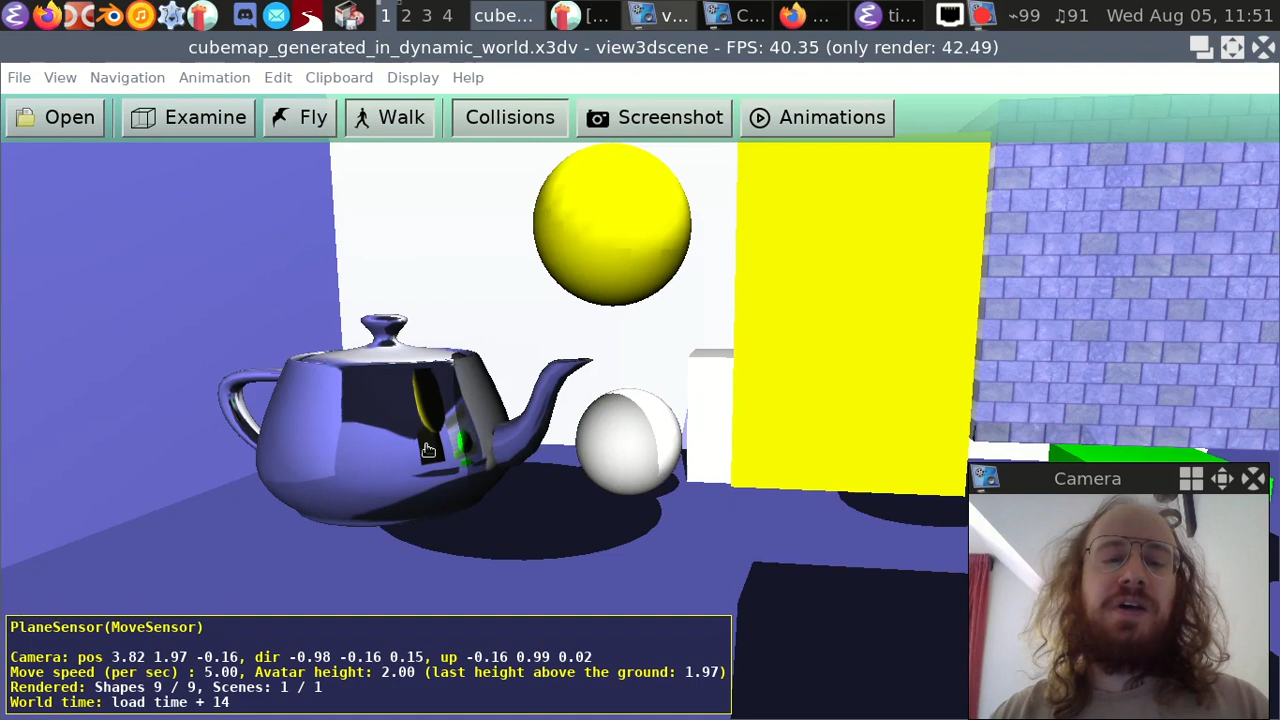 1 2 3 4 cube... [... v... C... ... ti... ~99 ♫91 Wed Aug 05, 11:51
cubemap_generated_in_dynamic_world.x3dv - view3dscene - FPS: 40.35 (only render: 42.49)
File View Navigation Animation Edit Clipboard Display Help
Open Examine Fly Walk Collisions Screenshot Animations
Camera
PlaneSensor(MoveSensor)
Camera: pos 3.82 1.97 -0.16, dir -0.98 -0.16 0.15, up -0.16 0.99 0.02
Move speed (per sec) : 5.00, Avatar height: 2.00 (last height above the ground: 1.97)
Rendered: Shapes 9 / 9, Scenes: 1 / 1
World time: load time + 14